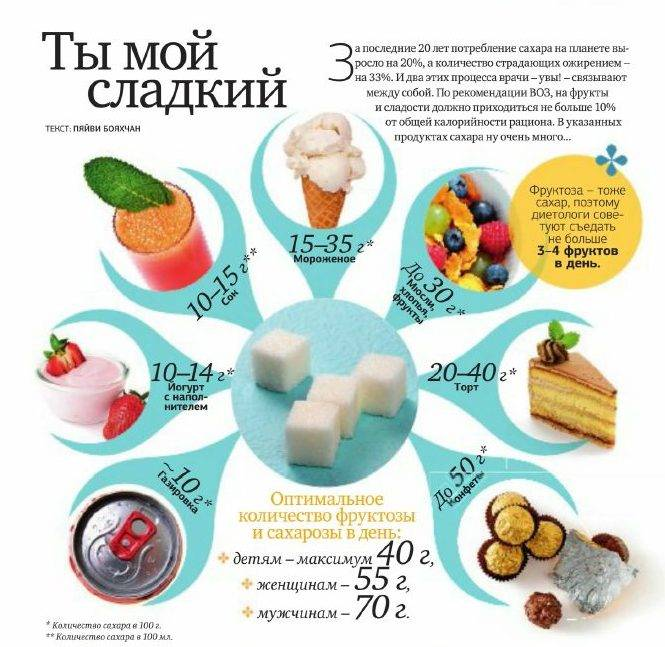 Ты мой
сладкий
ТЕКСТ: ПЯЙВИ БОЯХЧАН
За последние 20 лет потребление сахара на планете вы-
росло на 20%, а количество страдающих ожирением –
на 33%. И два этих процесса врачи – увы! – связывают
между собой. По рекомендации ВОЗ, на фрукты
и сладости должно приходиться не больше 10%
от общей калорийности рациона. В указанных
продуктах сахара ну очень много...
Фруктоза – тоже
сахар, поэтому
диетологи сове-
туют съедать
не больше
3–4 фруктов
в день.
15–35 г*
Мороженое
10–15 г**
Сок
До 30 г*
Мюсли,
хлопья,
фрукты
10–14 г*
Йогурт
с напол-
нителем
20–40 г*
Торт
~10 г*
Газировка
До 50 г*
Конфеты
Оптимальное
количество фруктозы
и сахарозы в день:
детям – максимум 40 г,
женщинам – 55 г,
мужчинам – 70 г.
* Количество сахара в 100 г.
** Количество сахара в 100 мл.